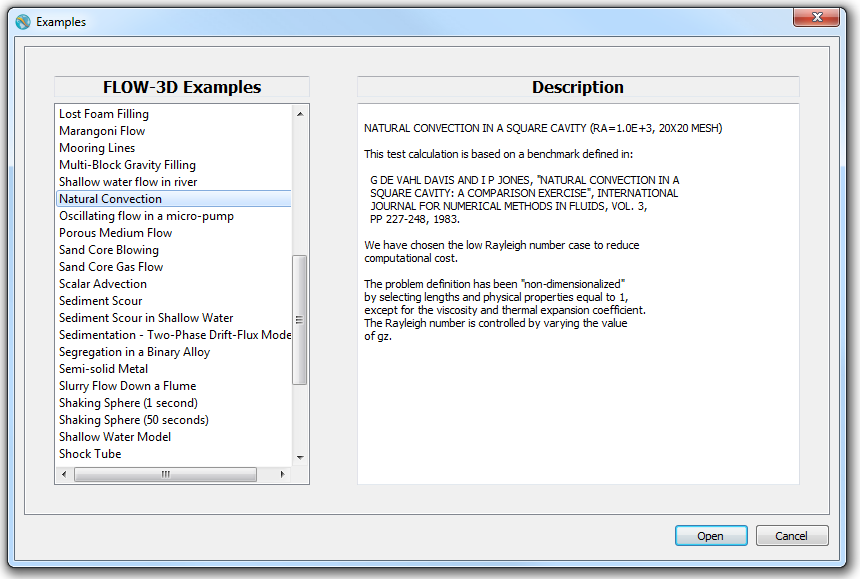 Examples
FLOW-3D Examples
Lost Foam Filling
Marangoni Flow
Mooring Lines
Multi-Block Gravity Filling
Shallow water flow in river
Natural Convection
Oscillating flow in a micro-pump
Porous Medium Flow
Sand Core Blowing
Sand Core Gas Flow
Scalar Advection
Sediment Scour
Sediment Scour in Shallow Water
Sedimentation - Two-Phase Drift-Flux Mode
Segregation in a Binary Alloy
Semi-solid Metal
Slurry Flow Down a Flume
Shaking Sphere (1 second)
Shaking Sphere (50 seconds)
Shallow Water Model
Shock Tube
Description
NATURAL CONVECTION IN A SQUARE CAVITY (RA=1.0E+3, 20X20 MESH)
This test calculation is based on a benchmark defined in:
G DE VAHL DAVIS AND I P JONES, "NATURAL CONVECTION IN A
SQUARE CAVITY: A COMPARISON EXERCISE", INTERNATIONAL
JOURNAL FOR NUMERICAL METHODS IN FLUIDS, VOL. 3,
PP 227-248, 1983.
We have chosen the low Rayleigh number case to reduce
computational cost.
The problem definition has been "non-dimensionalized"
by selecting lengths and physical properties equal to 1,
except for the viscosity and thermal expansion coefficient.
The Rayleigh number is controlled by varying the value
of gz.
Open
Cancel